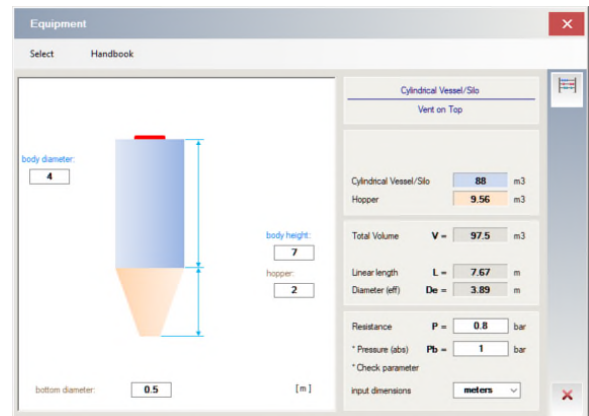 Equipment
Select Handbook
Cylindrical Vessel/Silo
Vent on Top
body diameter:
4
Cylindrical Vessel/Silo 88 m3
Hopper 9.56 m3
body height:
7
hopper:
2
Total Volume V = 97.5 m3
Linear length L = 7.67 m
Diameter (eff) De = 3.89 m
Resistance P = 0.8 bar
* Pressure (abs) Pb = 1 bar
* Check parameter
input dimensions meters
bottom diameter: 0.5 [m]